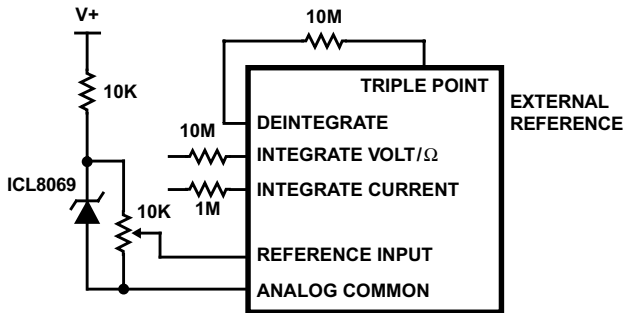 V+
10M
10K
TRIPLE POINT
EXTERNAL
REFERENCE
DEINTEGRATE
10M
INTEGRATE VOLT/Ω
ICL8069
INTEGRATE CURRENT
1M
10K
REFERENCE INPUT
ANALOG COMMON